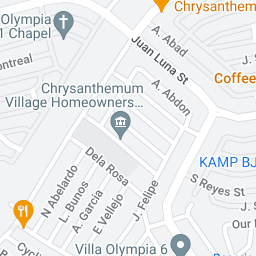 Olympia
1 Chapel
Chrysanthem
A. Abad
Juan Luna St
ontreal
Coffee
A. Abdon
Chrysanthemum
Village Homeowners...
KAMP BJ
S Reyes St
Dela Rosa
N Abelardo
L. Bunos
A. Garcia
E Vellejo
J. Felipe
J. S
Our
Cycl
Villa Olympia 6